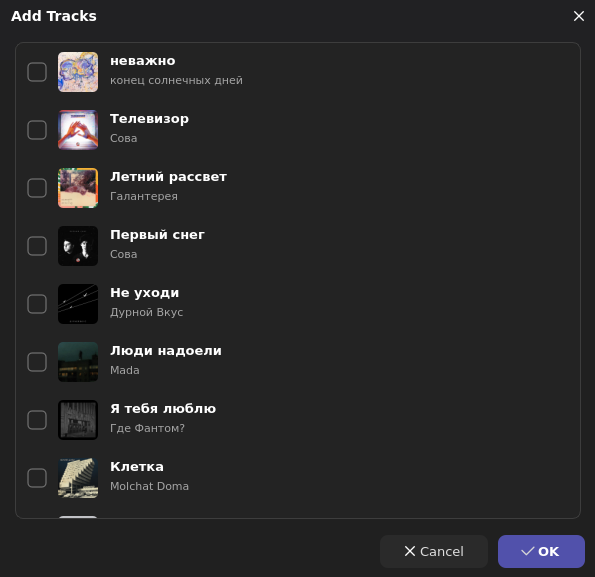 Add Tracks
неважно
конец солнечных дней
Телевизор
Сова
Летний рассвет
Галантерея
Первый снег
Сова
Не уходи
Дурной Вкус
Люди надоели
Mada
Я тебя люблю
Где Фантом?
Клетка
Molchat Doma
Cancel
OK